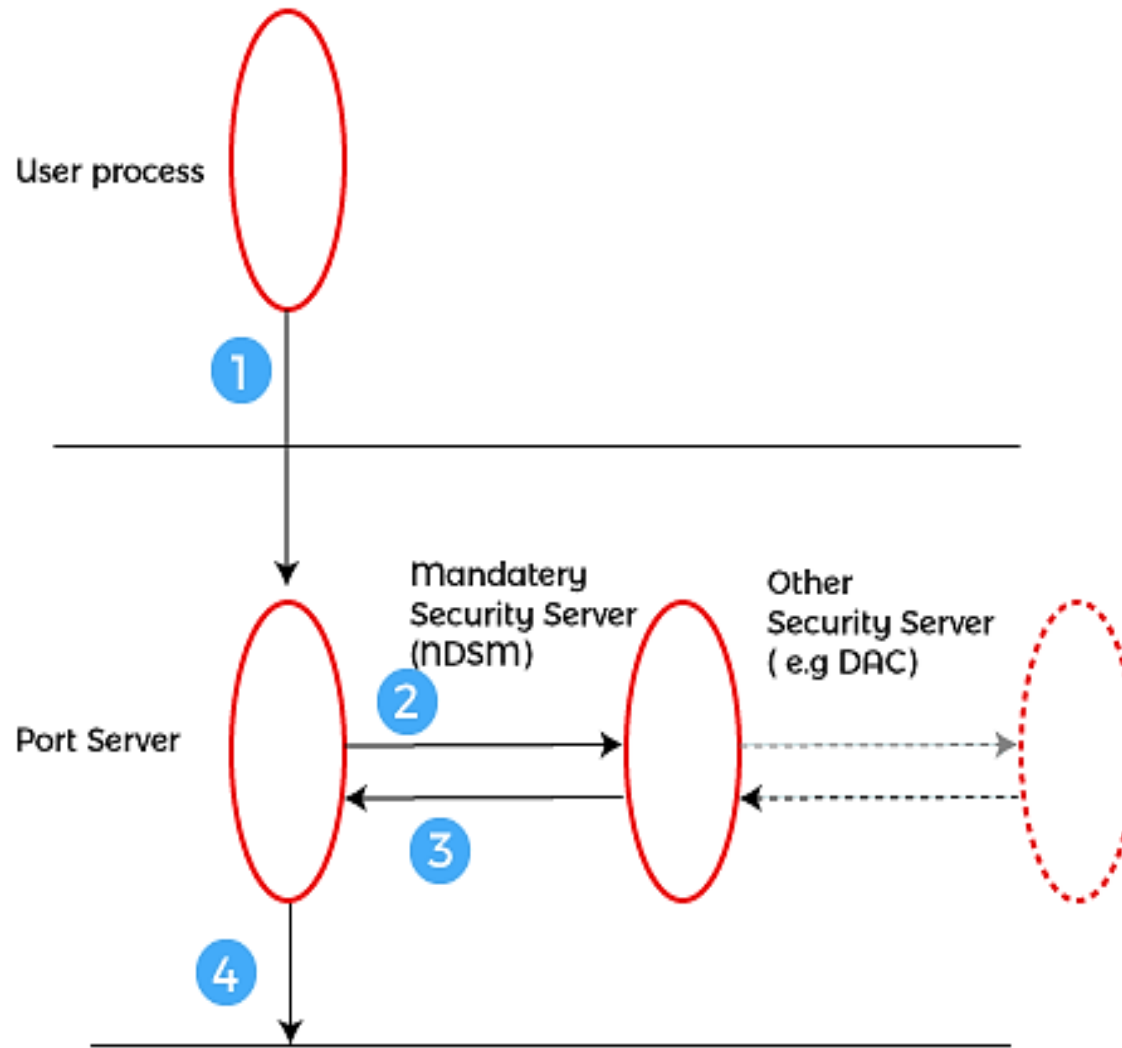 User process
1
Mandatery
Security Server
(NDSM)
Other
Security Server
( e.g DAC)
2
Port Server
3
4